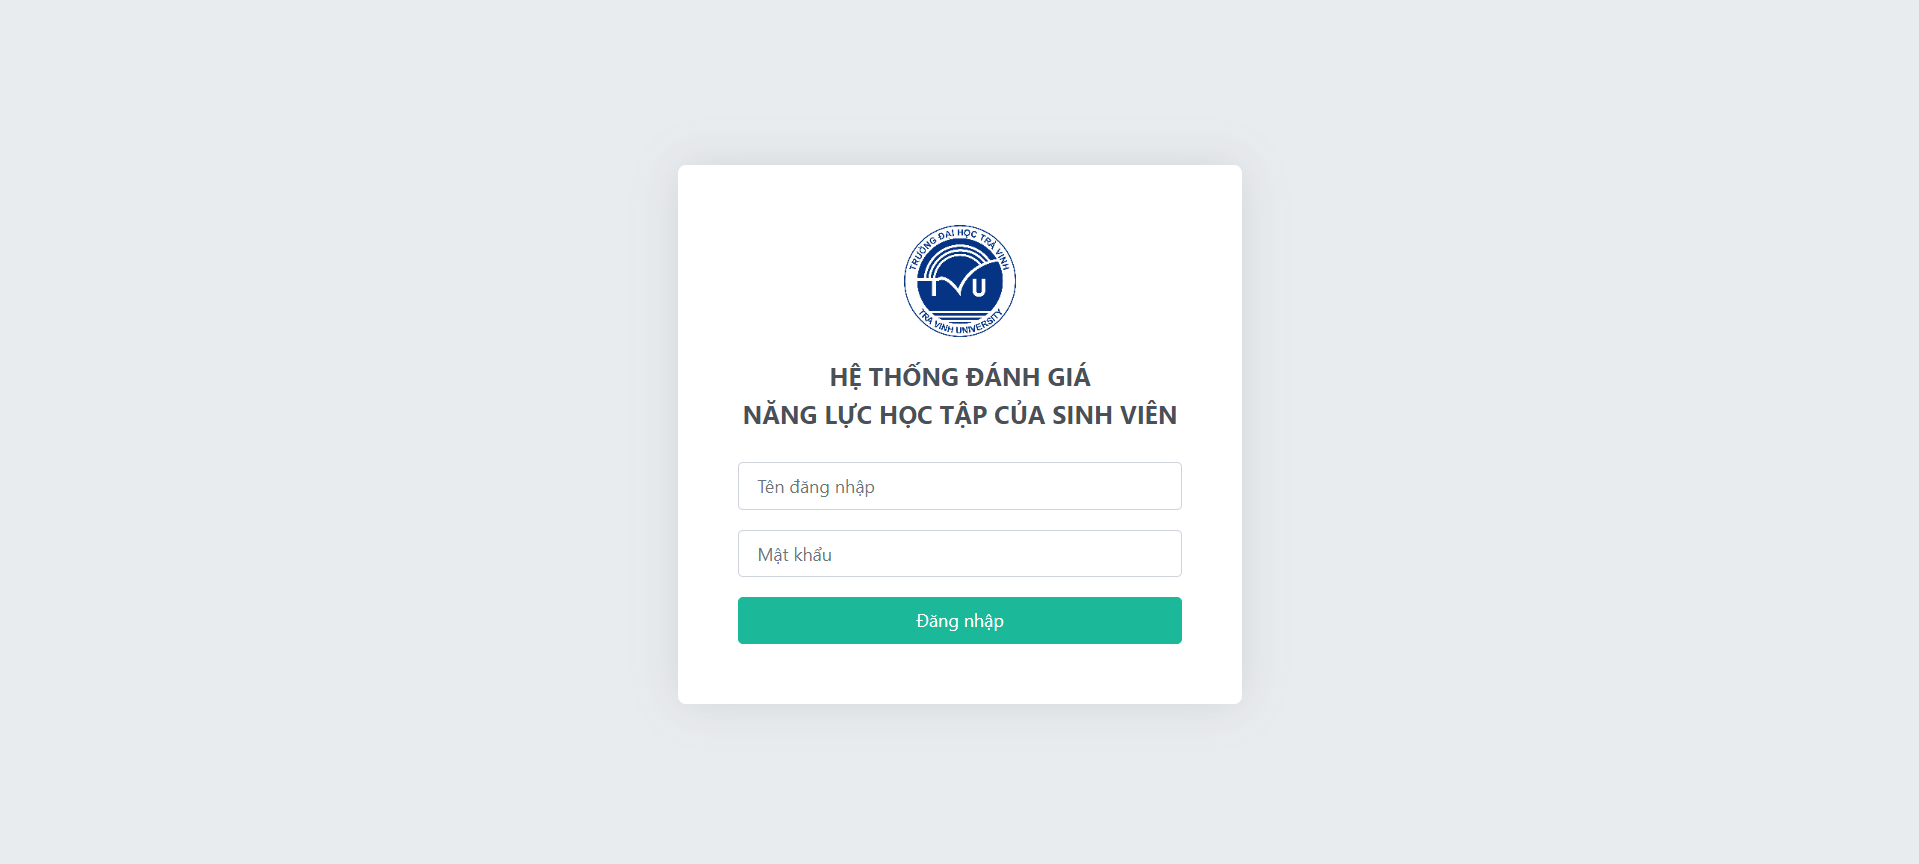 TRƯỜNG ĐẠI HỌC TRÀ VINH
TVU
TRA VINH UNIVERSITY
HỆ THỐNG ĐÁNH GIÁ
NĂNG LỰC HỌC TẬP CỦA SINH VIÊN
Tên đăng nhập
Mật khẩu
Đăng nhập